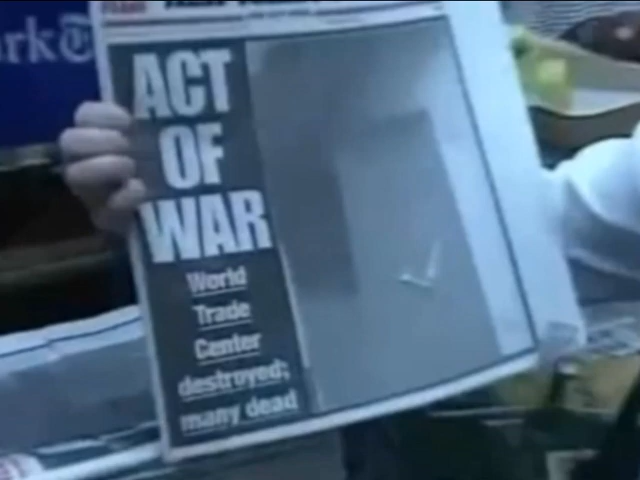 ACT
OF
WAR
World
Trade
Center
destroyed;
many dead